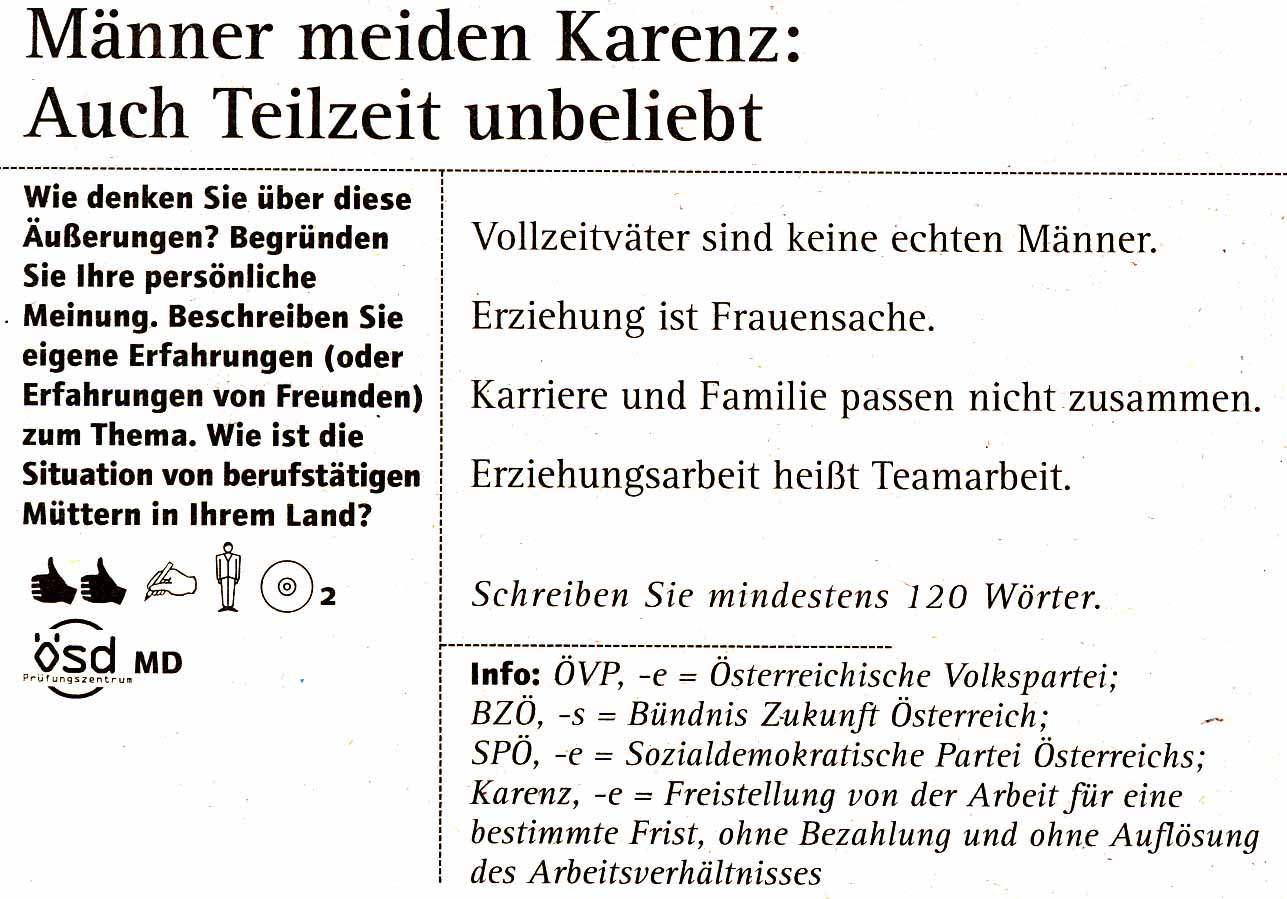 Männer meiden Karenz:
Auch Teilzeit unbeliebt
Wie denken Sie über diese
Äußerungen? Begründen
Sie Ihre persönliche
Meinung. Beschreiben Sie
eigene Erfahrungen (oder
Erfahrungen von Freunden)
zum Thema. Wie ist die
Situation von berufstätigen
Müttern in Ihrem Land?
2
ösd MD
Prüfungszentrum
Vollzeitväter sind keine echten Männer.
Erziehung ist Frauensache.
Karriere und Familie passen nicht zusammen.
Erziehungsarbeit heißt Teamarbeit.
Schreiben Sie mindestens 120 Wörter.
Info: ÖVP, -e = Österreichische Volkspartei;
BZÖ, -s = Bündnis Zukunft Österreich;
SPÖ, -e = Sozialdemokratische Partei Österreichs;
Karenz, -e = Freistellung von der Arbeit für eine
bestimmte Frist, ohne Bezahlung und ohne Auflösung
des Arbeitsverhältnisses